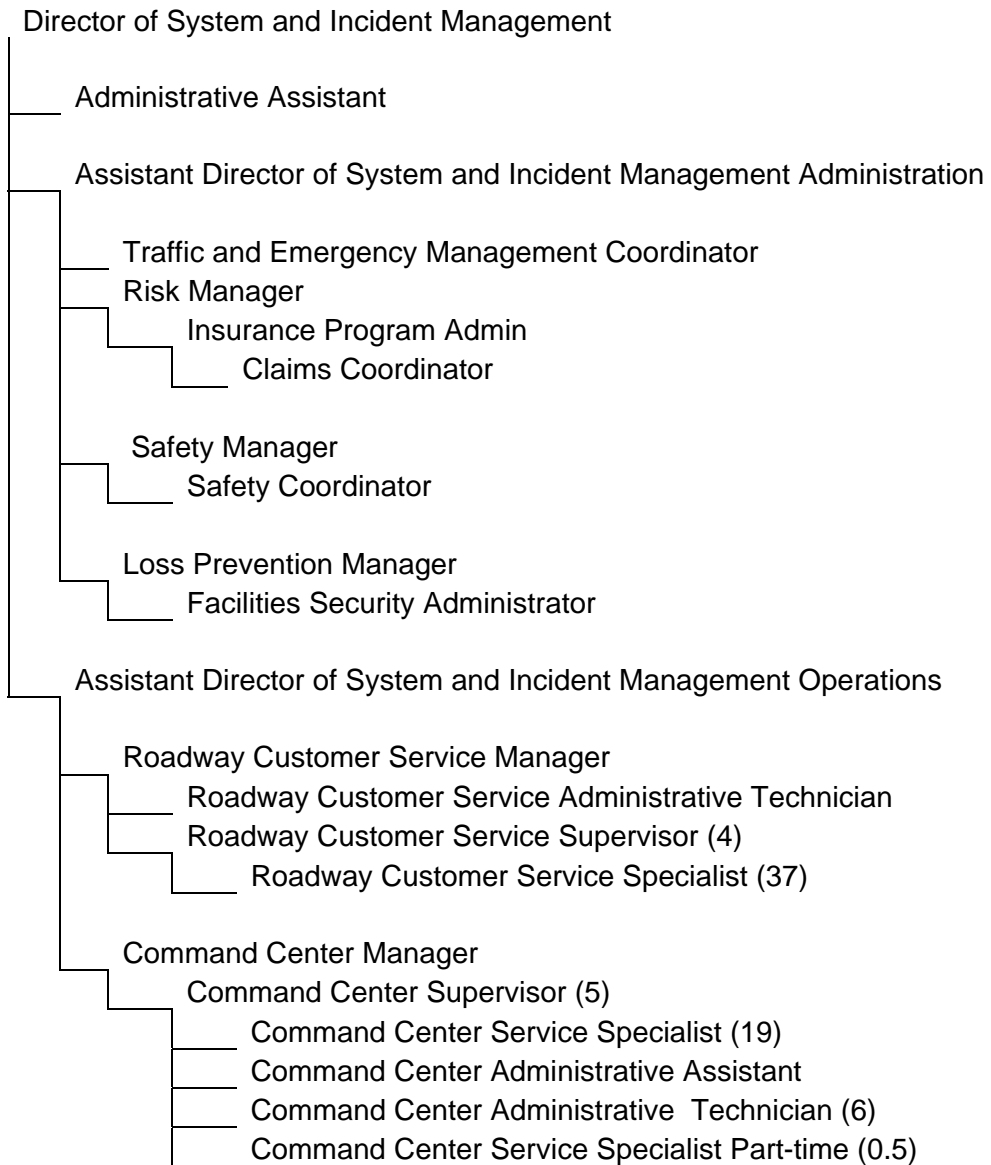 Director of System and Incident Management
Administrative Assistant
Assistant Director of System and Incident Management Administration
Traffic and Emergency Management Coordinator
Risk Manager
Insurance Program Admin
Claims Coordinator
Safety Manager
Safety Coordinator
Loss Prevention Manager
Facilities Security Administrator
Assistant Director of System and Incident Management Operations
Roadway Customer Service Manager
Roadway Customer Service Administrative Technician
Roadway Customer Service Supervisor (4)
Roadway Customer Service Specialist (37)
Command Center Manager
Command Center Supervisor (5)
Command Center Service Specialist (19)
Command Center Administrative Assistant
Command Center Administrative  Technician (6)
Command Center Service Specialist Part-time (0.5)